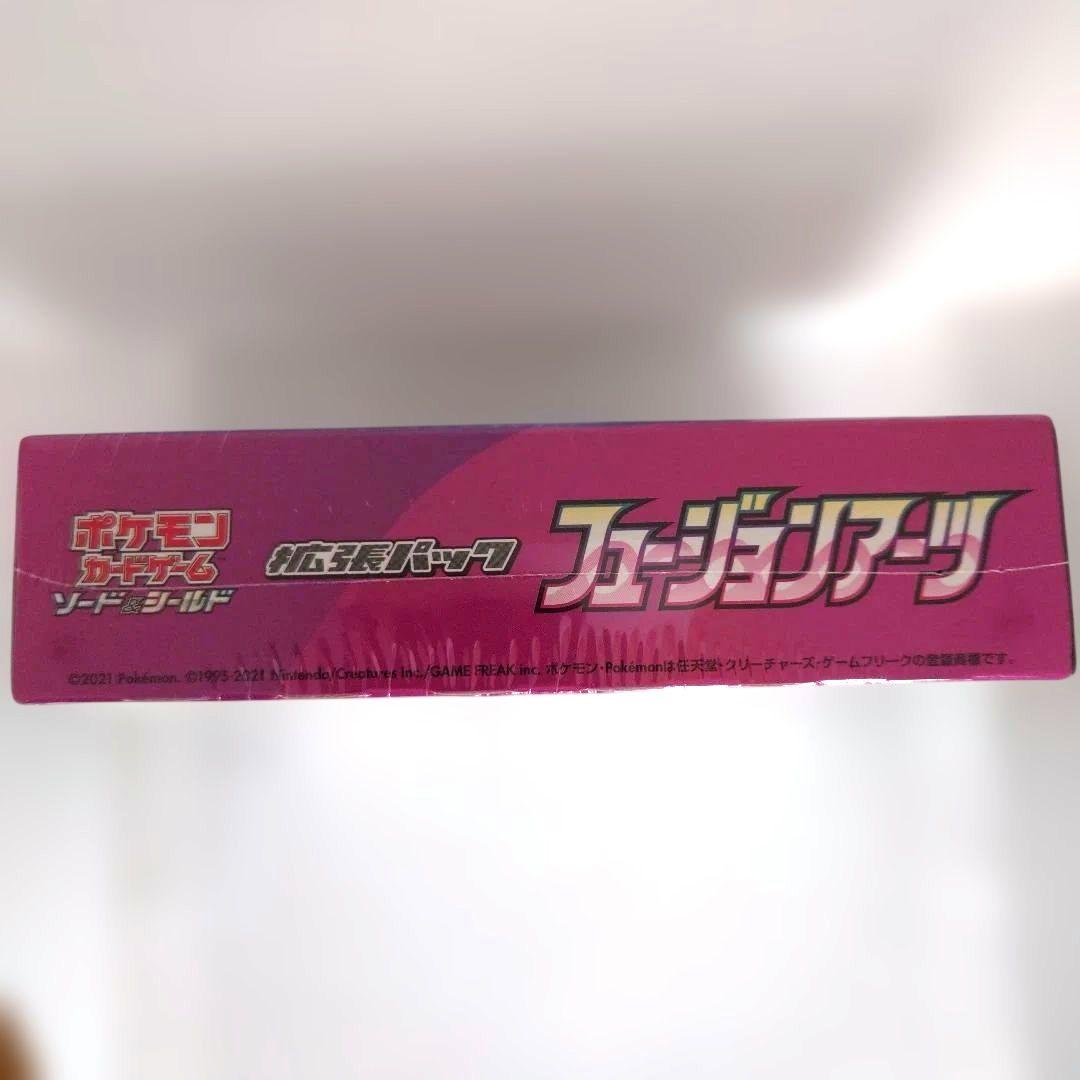 ポケモン
カードゲーム
ソード&シールド
拡張パック
フュージョンアーツ
©2021 Pokémon. ©1995-2021 Nintendo/Creatures Inc./GAME FREAK inc. ポケモン・Pokémonは任天堂・クリーチャーズ・ゲームフリークの登録商標です。